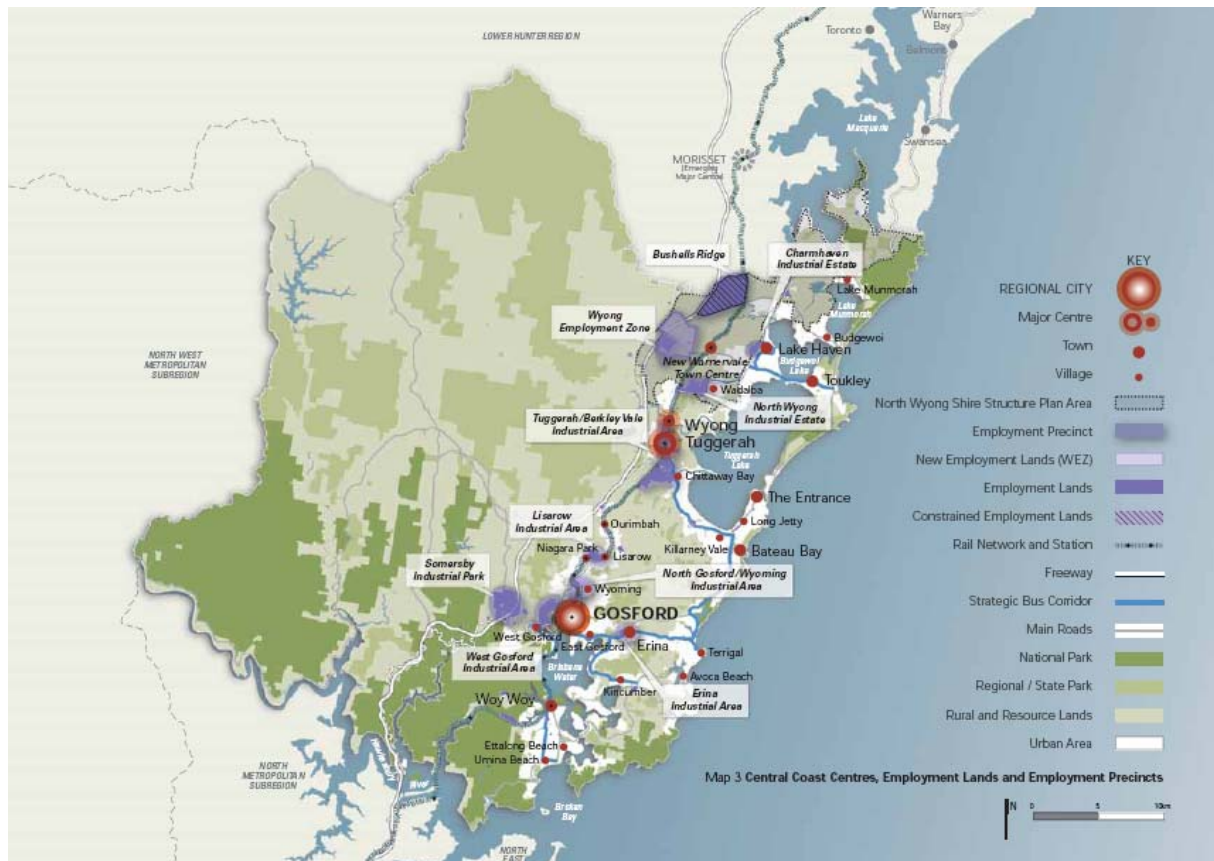 LOWER HUNTER REGION
Toronto
Warners
Bay
Belmont
Lake
Macquarie
Swansea
MORISSET
(Emerging
Major Centre)
Bushells Ridge
Charmhaven
Industrial Estate
Lake Munmorah
Lake
Munmorah
Wyong
Employment Zone
Budgewoi
Lake Haven
Budgewoi
Lake
New Warnervale
Town Centre
Toukley
Wadalba
NORTH WEST
METROPOLITAN
SUBREGION
Tuggerah/Berkley Vale
Industrial Area
North Wyong
Industrial Estate
Wyong
Tuggerah
Tuggerah
Lake
Chittaway Bay
The Entrance
Lisarow
Industrial Area
Ourimbah
Long Jetty
Niagara Park
Lisarow
Killarney Vale
Bateau Bay
Somersby
Industrial Park
North Gosford/Wyoming
Industrial Area
Wyoming
GOSFORD
West Gosford
East Gosford
Erina
Terrigal
West Gosford
Industrial Area
Brisbane
Water
Avoca Beach
Kincumber
Erina
Industrial Area
Woy Woy
Ettalong Beach
Umina Beach
NORTH
METROPOLITAN
SUBREGION
River
Broken
Bay
NORTH
EAST
KEY
REGIONAL CITY
Major Centre
Town
Village
North Wyong Shire Structure Plan Area
Employment Precinct
New Employment Lands (WEZ)
Employment Lands
Constrained Employment Lands
Rail Network and Station
Freeway
Strategic Bus Corridor
Main Roads
National Park
Regional / State Park
Rural and Resource Lands
Urban Area
Map 3 Central Coast Centres, Employment Lands and Employment Precincts
N
0 5 10km